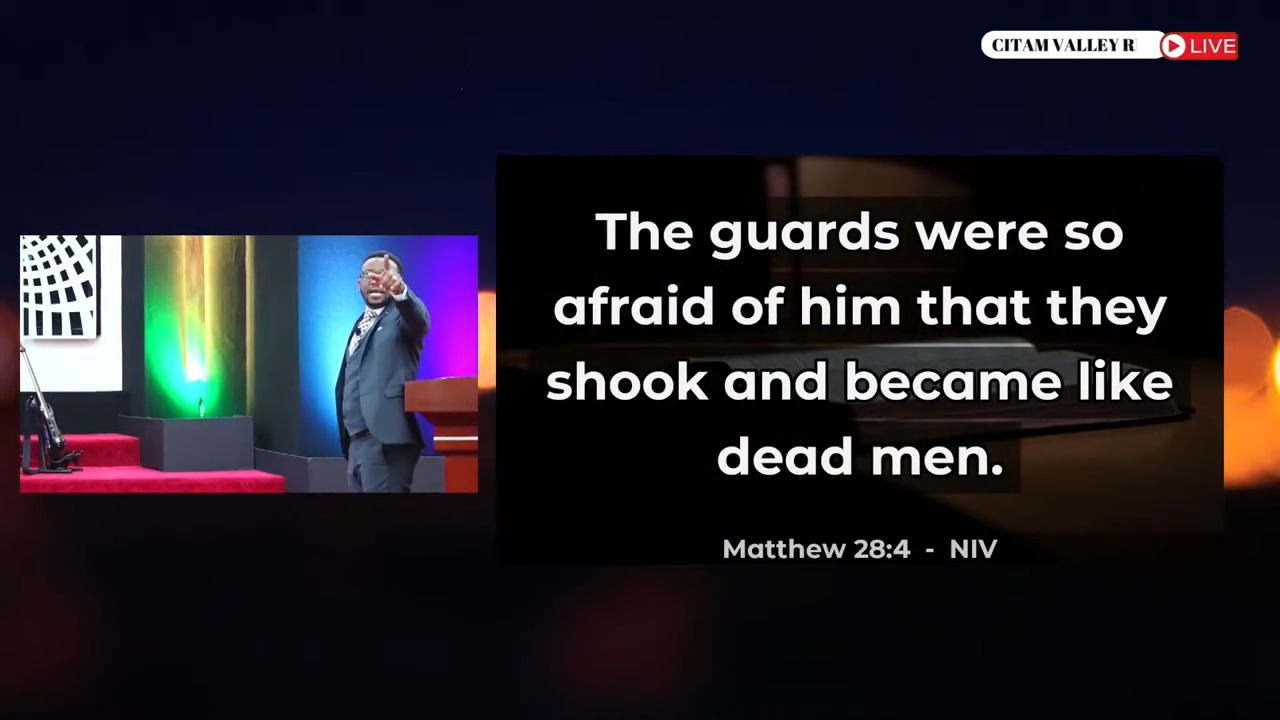 CITAM VALLEY R
LIVE
The guards were so
afraid of him that they
shook and became like
dead men.
Matthew 28:4 - NIV